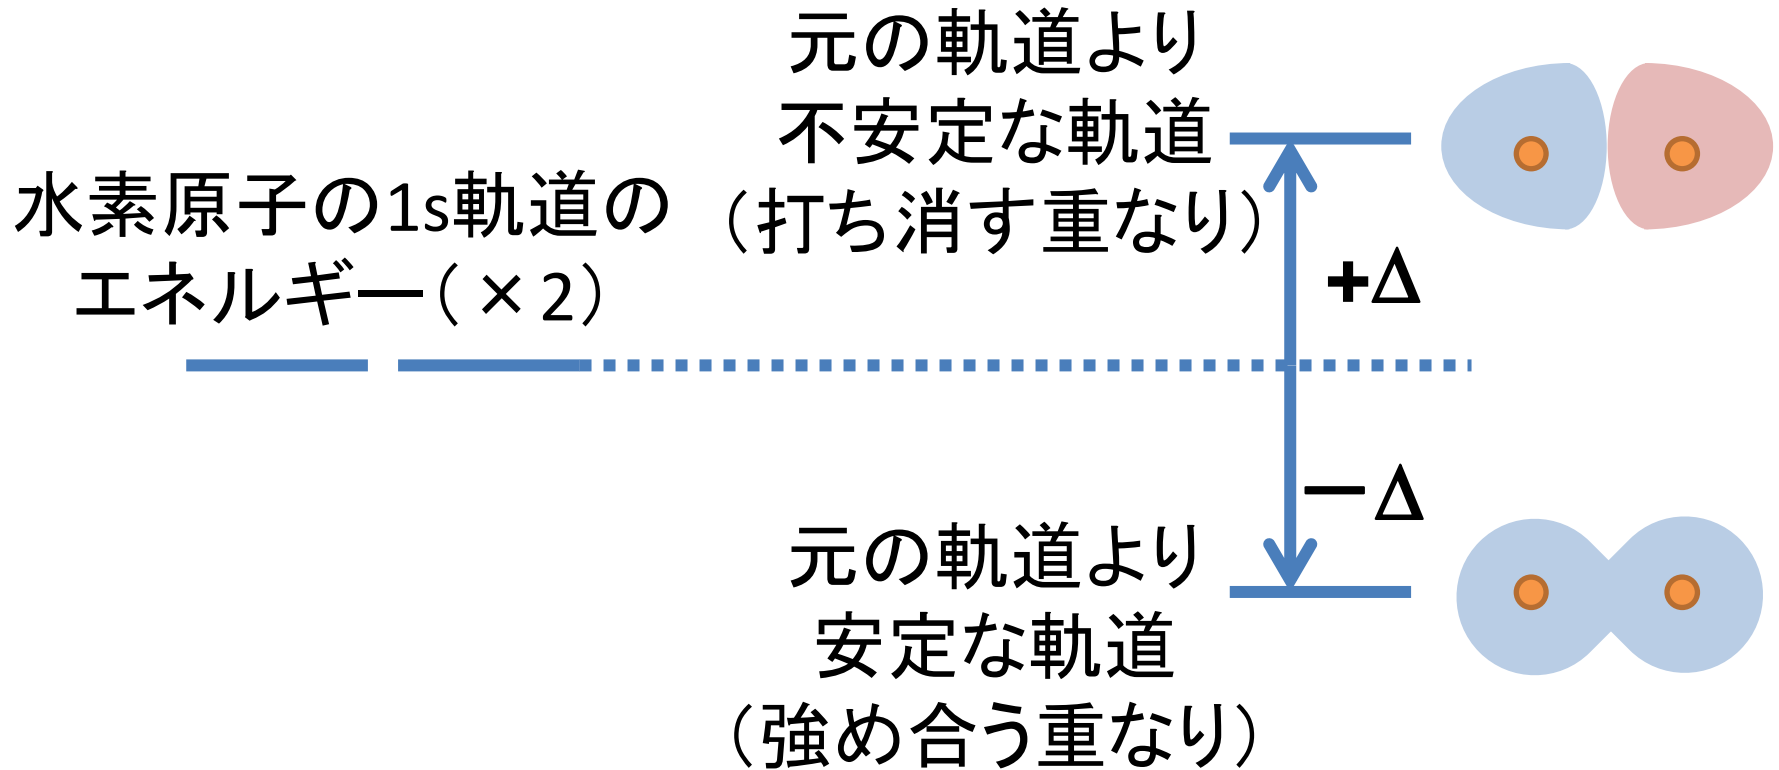 元の軌道より
不安定な軌道
（打ち消す重なり）
水素原子の1s軌道の
エネルギー（×2）
+Δ
−Δ
元の軌道より
安定な軌道
（強め合う重なり）